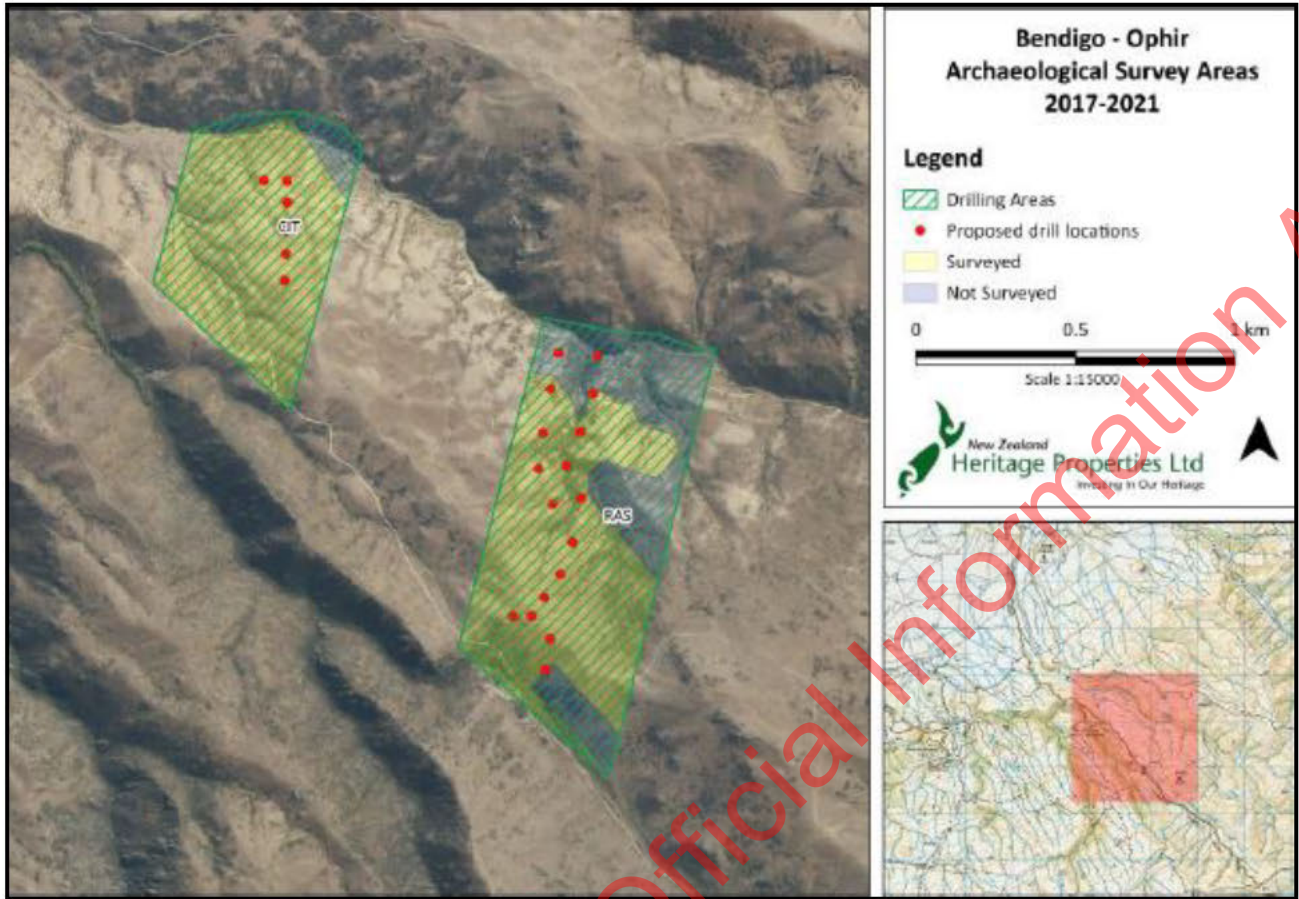 Bendigo - Ophir
Archaeological Survey Areas
2017-2021
Legend
Drilling Areas
Proposed drill locations
Surveyed
Not Surveyed
0 0.5 1 km
Scale 1:15000
New Zealand
Heritage Properties Ltd
Investing In Our Heritage
CIT
RAS
Official Information A